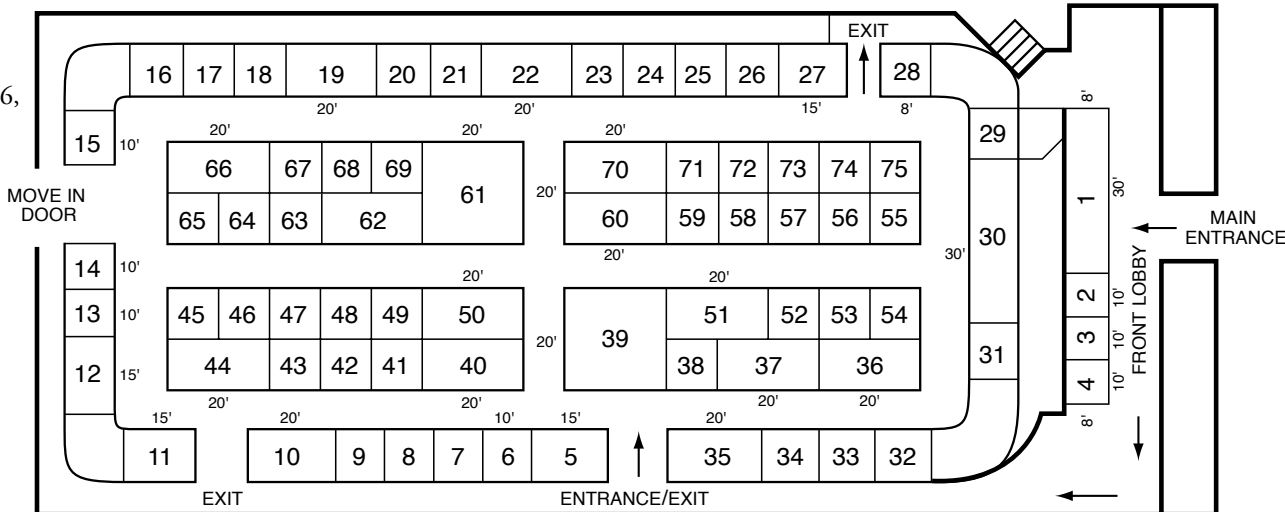 EXIT
16 17 18 19 20 21 22 23 24 25 26 27 28
6,
20' 20' 15' 8' 8'
15 10' 29
20' 20' 20'
66 67 68 69 61 70 71 72 73 74 75
20' 1 30'
65 64 63 62 60 59 58 57 56 55
MOVE IN
DOOR
MAIN
ENTRANCE
30 30'
20'
14 10'
20' 20'
13 10' 45 46 47 48 49 50 39 51 52 53 54
2 10'
20' 3 10'
12 15' 44 43 42 41 40 38 37 36 31
4 10'
FRONT LOBBY
20' 20' 20' 20'
15' 20' 10' 15' 20' 8'
11 10 9 8 7 6 5 35 34 33 32
EXIT ENTRANCE/EXIT